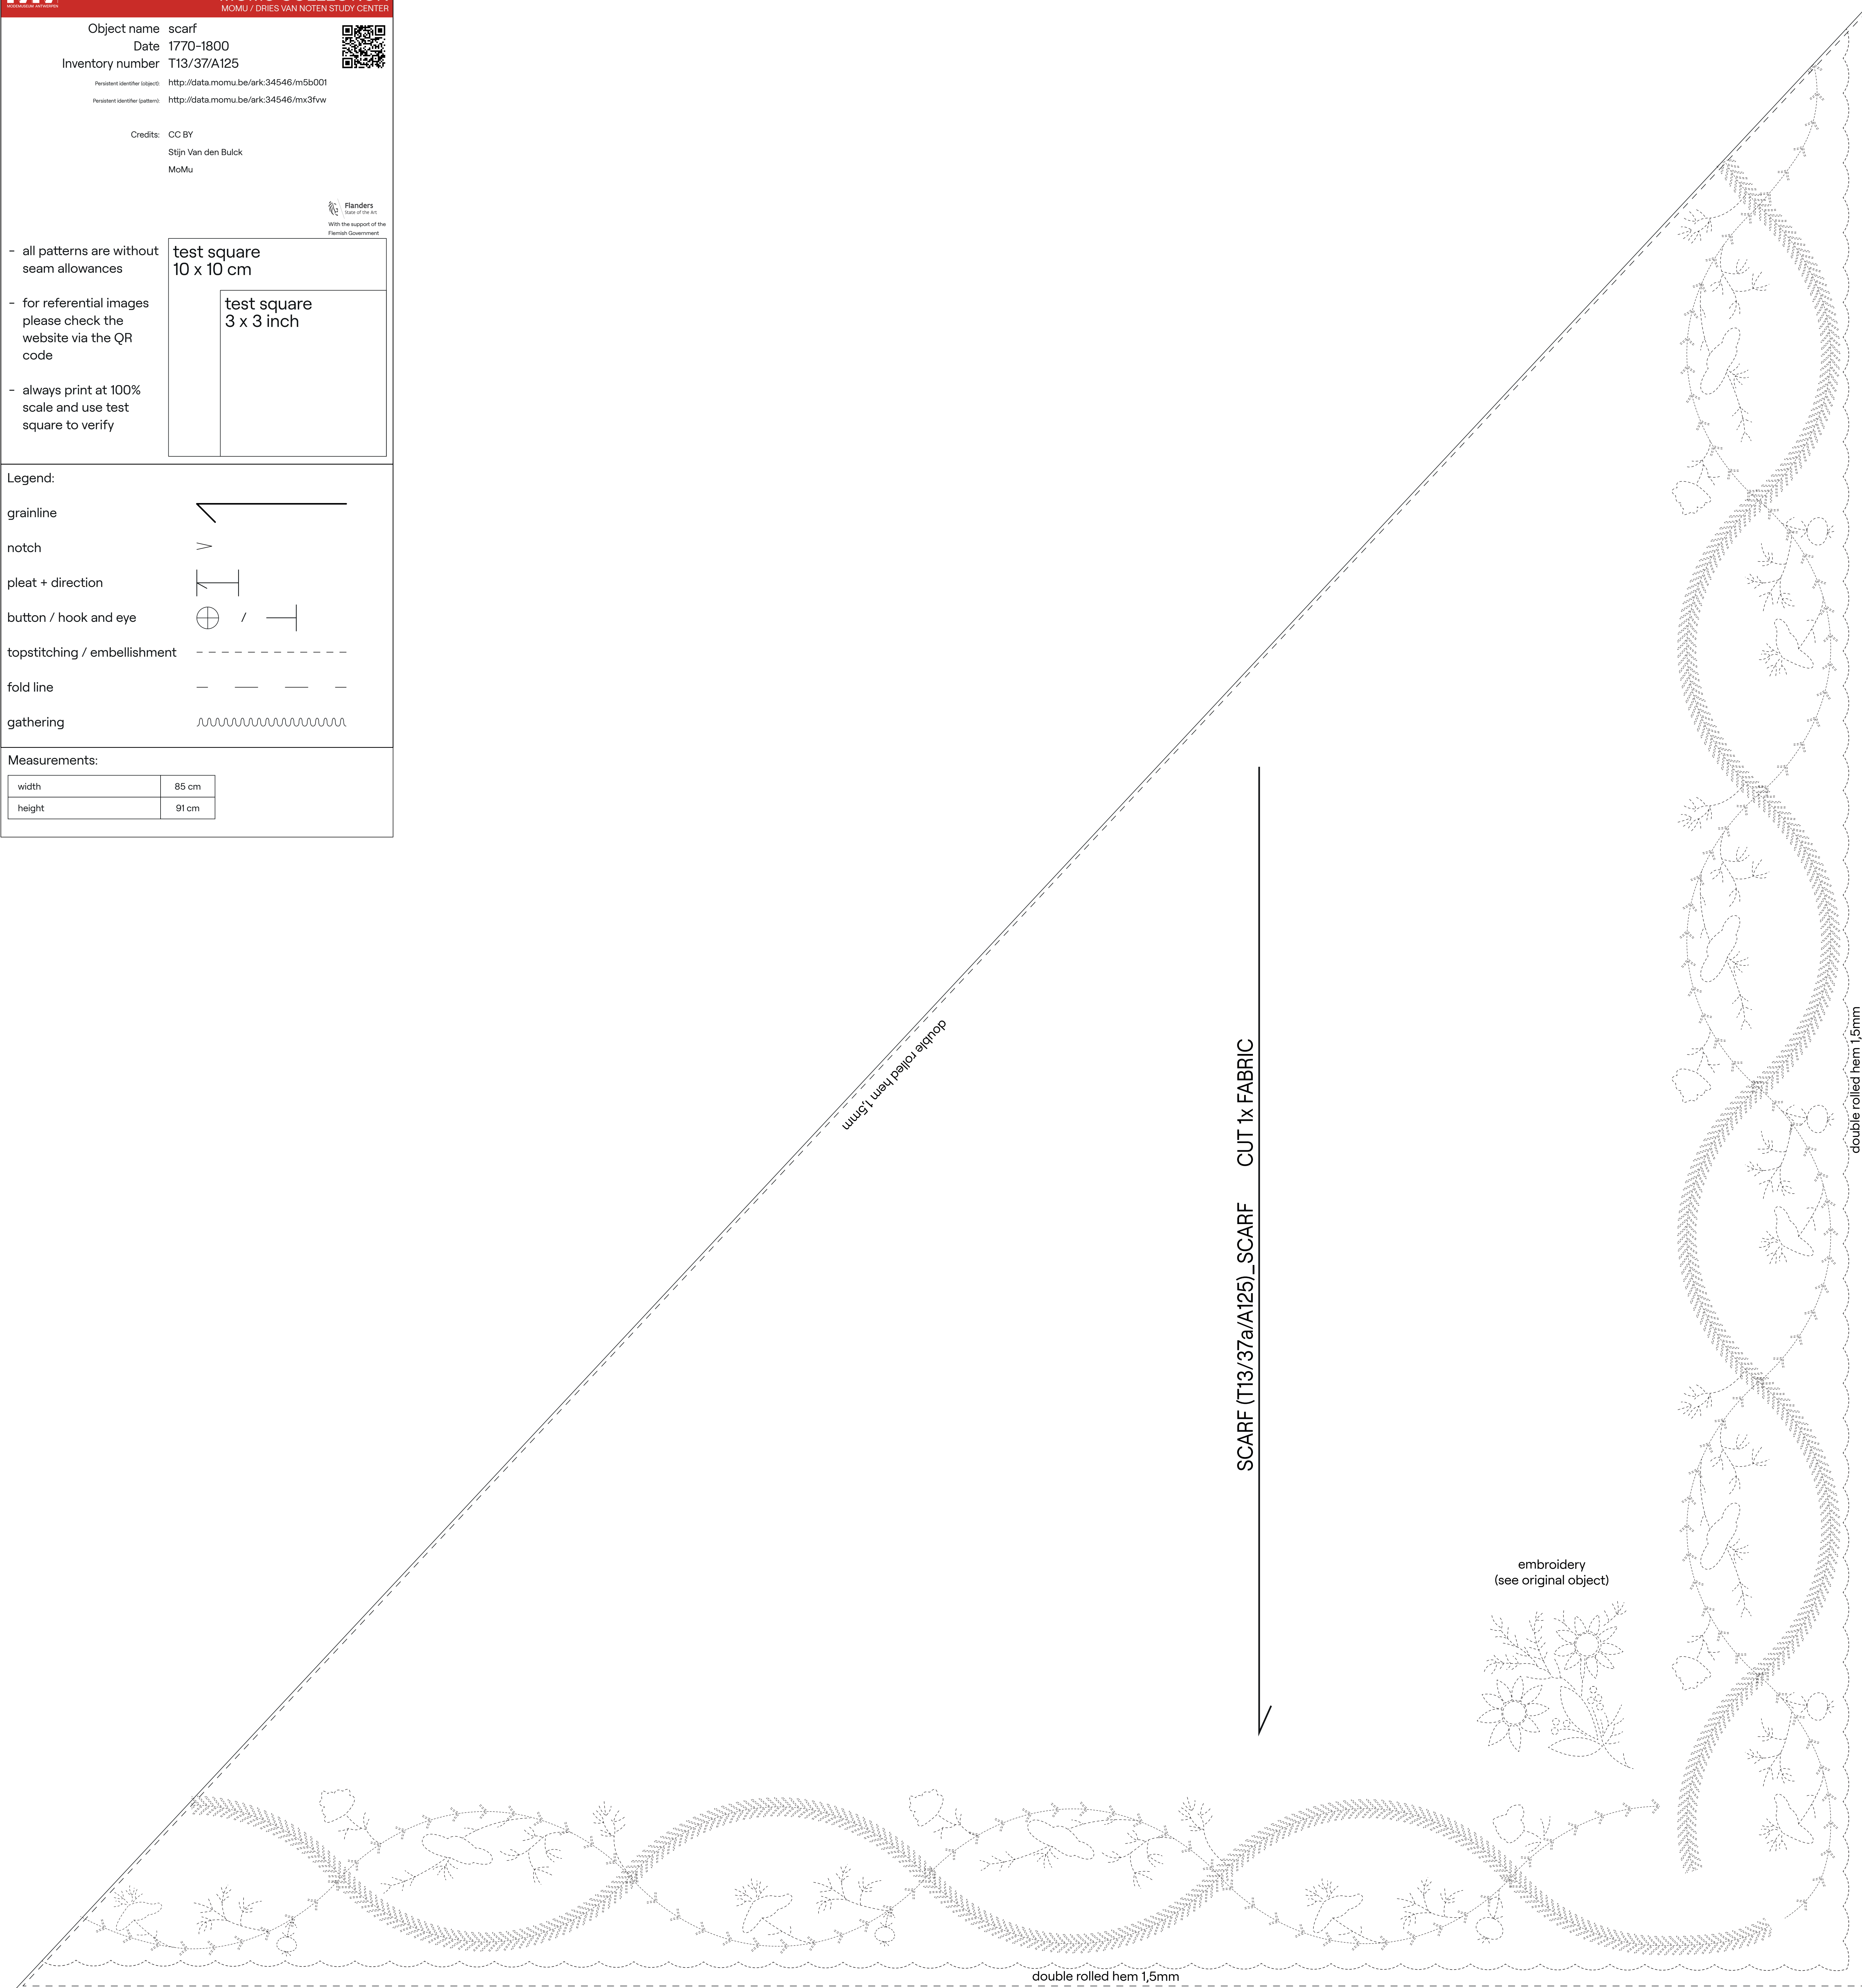 MODEMUSEUM ANTWERPEN
MOMU COLLECTION
MOMU / DRIES VAN NOTEN STUDY CENTER
Object name scarf
Date 1770-1800
Inventory number T13/37/A125
Persistent identifier (object): http://data.momu.be/ark:34546/m5b001
Persistent identifier (pattern): http://data.momu.be/ark:34546/mx3fvw
Credits: CC BY
Stijn Van den Bulck
MoMu
Flanders
State of the Art
With the support of the
Flemish Government
- all patterns are without
seam allowances
- for referential images
please check the
website via the QR
code
- always print at 100%
scale and use test
square to verify
test square
10 x 10 cm
test square
3 x 3 inch
Legend:
grainline
notch
pleat + direction
button / hook and eye
/
topstitching / embellishment
fold line
gathering
Measurements:
width 85 cm
height 91 cm
double rolled hem 1,5mm
SCARF (T13/37a/A125)_SCARF CUT 1x FABRIC
double rolled hem 1,5mm
embroidery
(see original object)
double rolled hem 1,5mm